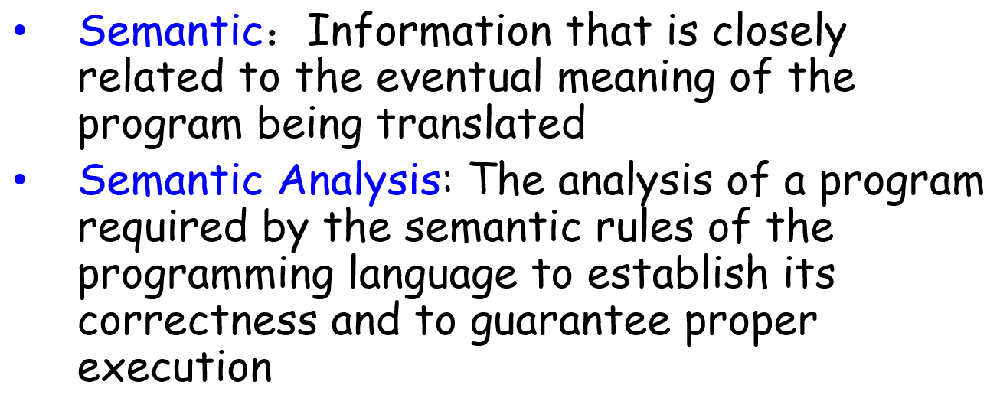 • Semantic：Information that is closely
related to the eventual meaning of the
program being translated
• Semantic Analysis: The analysis of a program
required by the semantic rules of the
programming language to establish its
correctness and to guarantee proper
execution